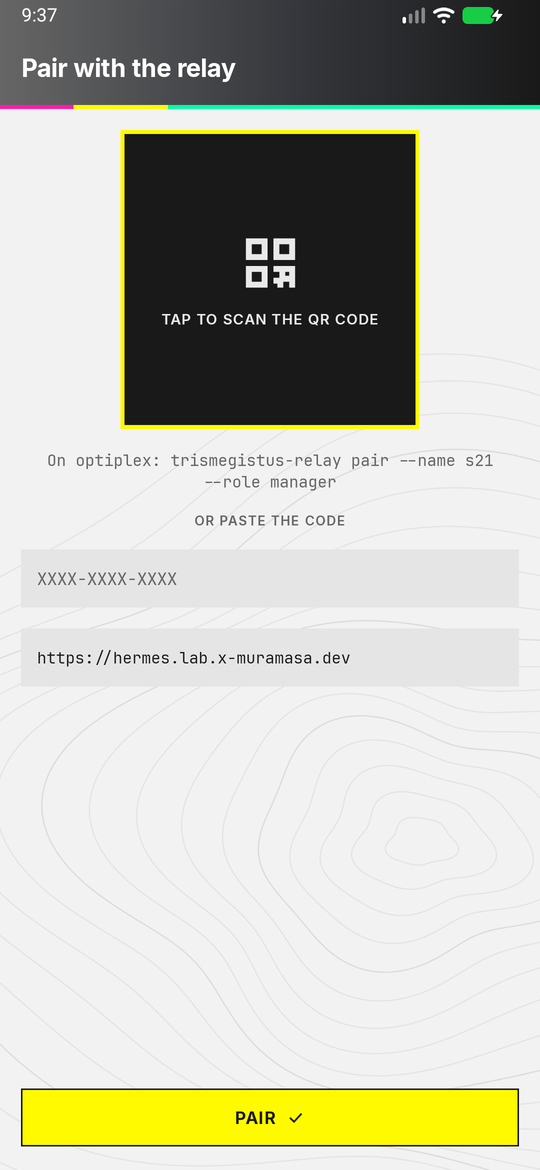 9:37
Pair with the relay
TAP TO SCAN THE QR CODE
On optiplex: trismegistus-relay pair --name s21
--role manager
OR PASTE THE CODE
XXXX-XXXX-XXXX
https://hermes.lab.x-muramasa.dev
PAIR